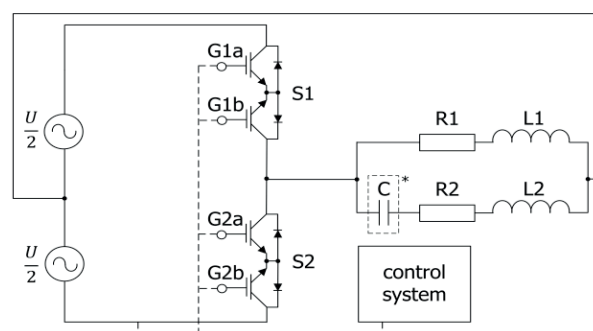 G1a
S1
G1b
U
2
R1
L1
C
*
R2
L2
G2a
U
2
S2
G2b
control
system